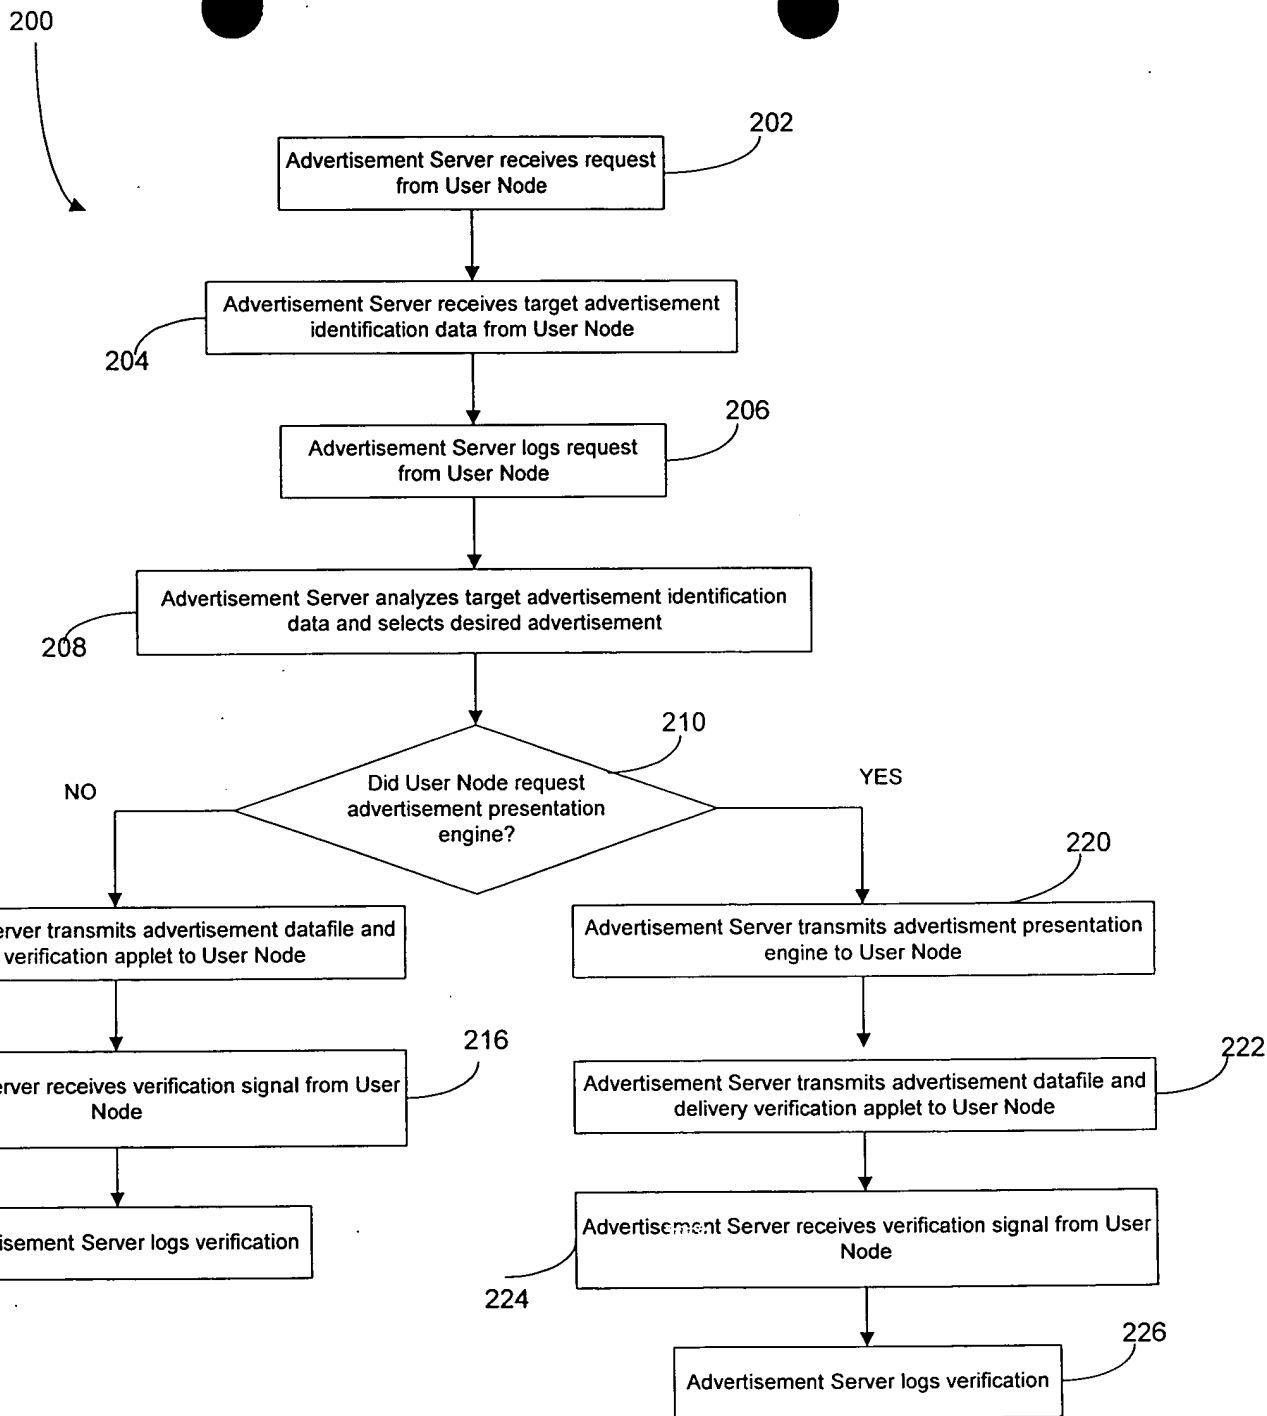 200
202
Advertisement Server receives request
from User Node
Advertisement Server receives target advertisement
identification data from User Node
204
206
Advertisement Server logs request
from User Node
Advertisement Server analyzes target advertisement identification
data and selects desired advertisement
208
210
Did User Node request
advertisement presentation
engine?
NO
YES
220
erver transmits advertisement datafile and
verification applet to User Node
Advertisement Server transmits advertisment presentation
engine to User Node
216
222
erver receives verification signal from User
Node
Advertisement Server transmits advertisement datafile and
delivery verification applet to User Node
isement Server logs verification
Advertisement Server receives verification signal from User
Node
224
226
Advertisement Server logs verification